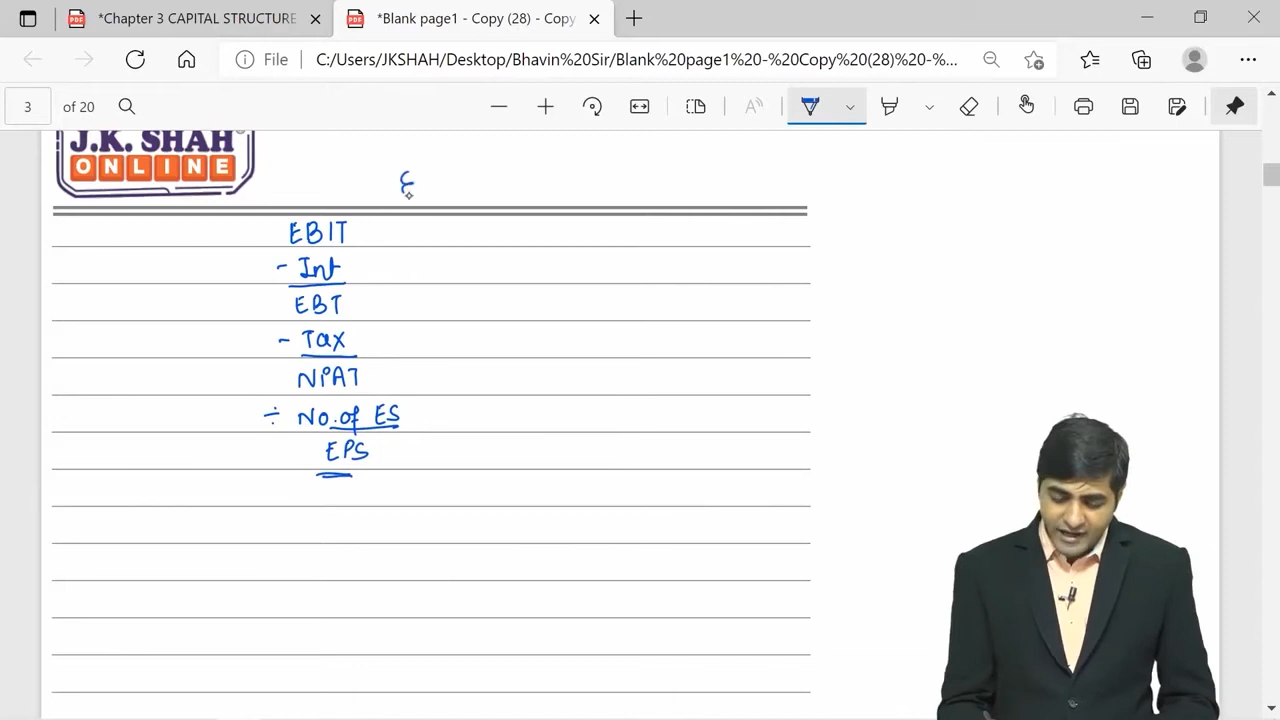 *Chapter 3 CAPITAL STRUCTURE
*Blank page1 - Copy (28) - Copy
File
C:/Users/JKSHAH/Desktop/Bhavin%20Sir/Blank%20page1%20-%20Copy%20(28)%20-%...
3 of 20
J.K. SHAH
ONLINE
E
EBIT
- Int
EBT
- Tax
NPAT
÷ No. of ES
EPS